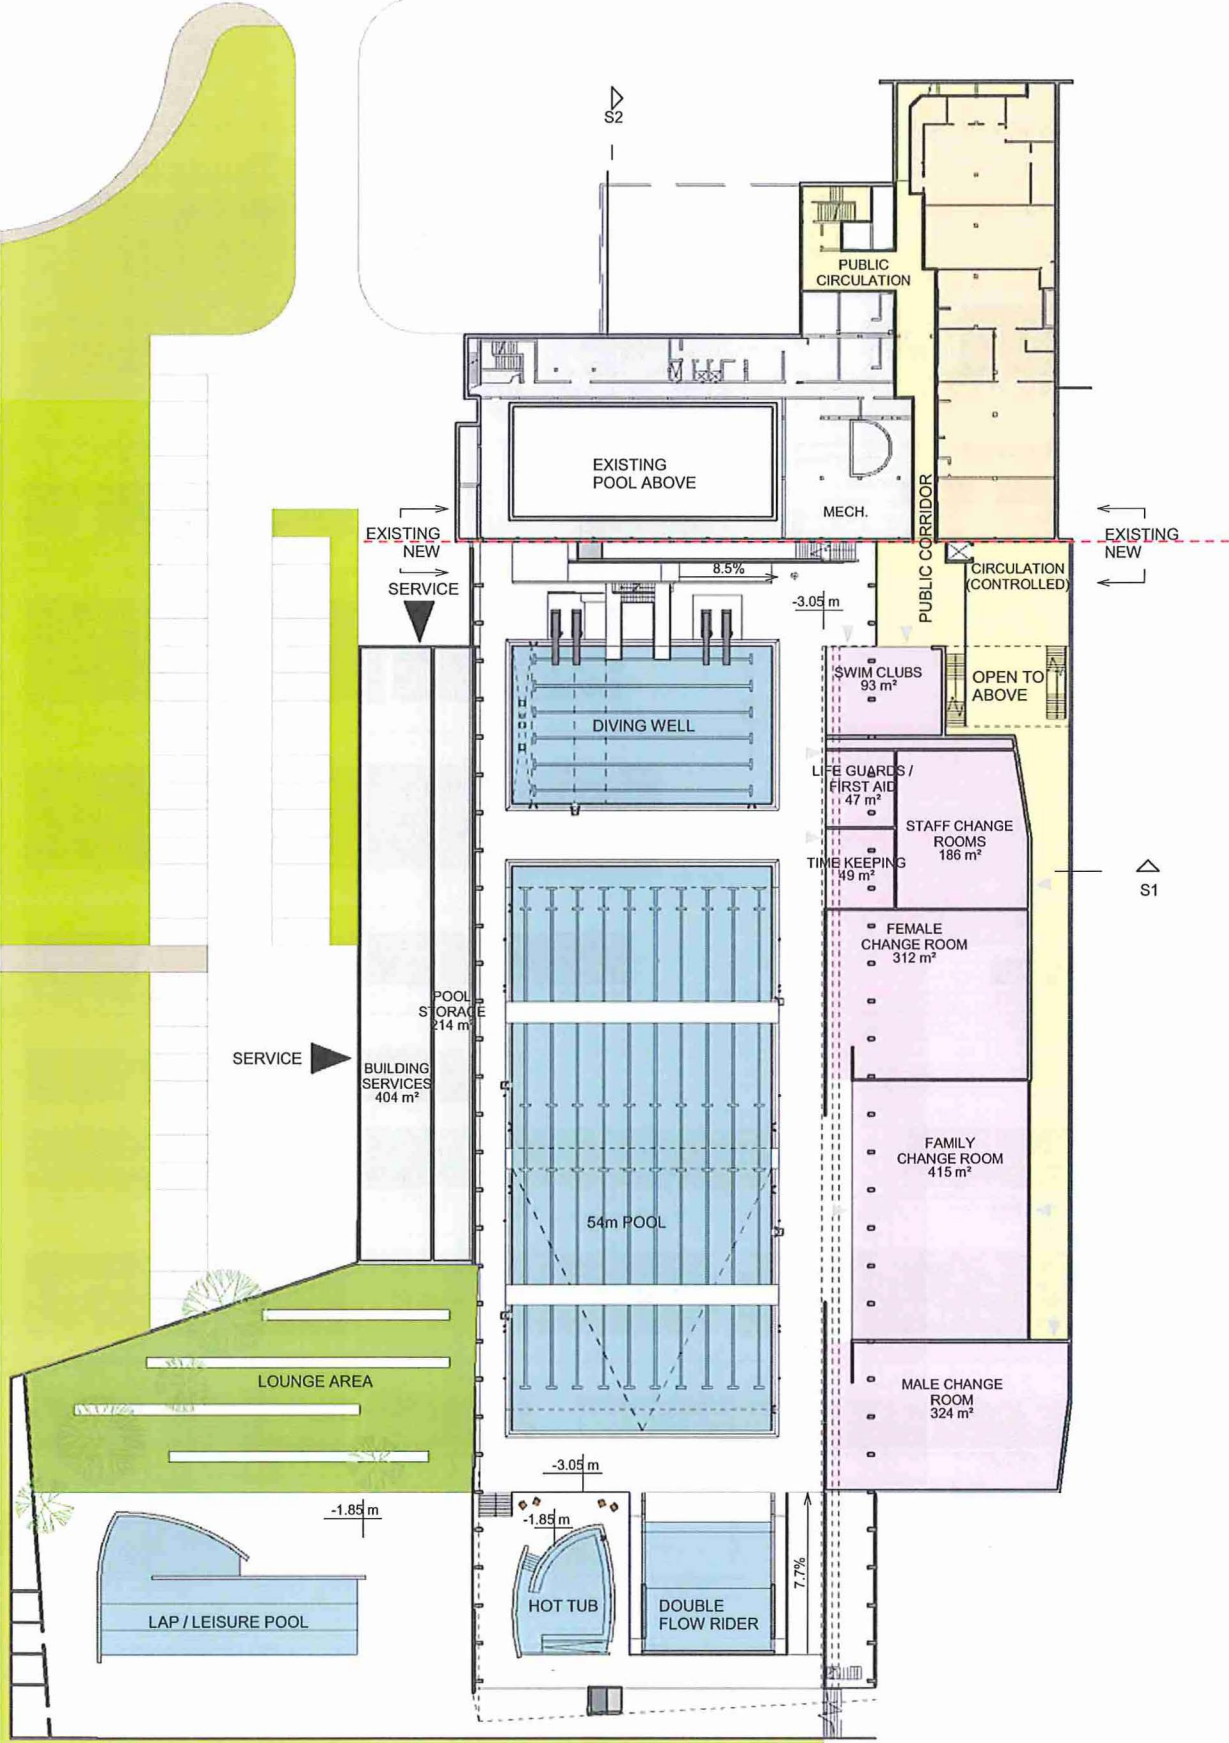 S2
PUBLIC
CIRCULATION
EXISTING
POOL ABOVE
MECH.
PUBLIC CORRIDOR
EXISTING
NEW
EXISTING
NEW
SERVICE
8.5%
-3.05 m
CIRCULATION
(CONTROLLED)
SWIM CLUBS
93 m²
OPEN TO
ABOVE
DIVING WELL
LIFE GUARDS /
FIRST AID
47 m²
STAFF CHANGE
ROOMS
186 m²
TIME KEEPING
49 m²
S1
FEMALE
CHANGE ROOM
312 m²
POOL
STORAGE
214 m²
SERVICE
BUILDING
SERVICES
404 m²
FAMILY
CHANGE ROOM
415 m²
54m POOL
LOUNGE AREA
MALE CHANGE
ROOM
324 m²
-3.05 m
-1.85 m
-1.85 m
7.7%
HOT TUB
DOUBLE
FLOW RIDER
LAP / LEISURE POOL